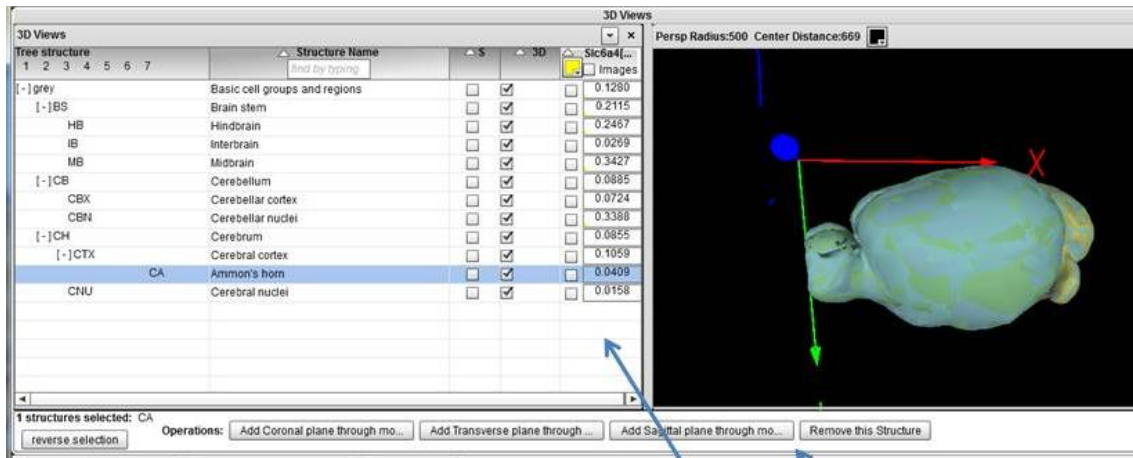 3D Views
3D Views
Persp Radius:500 Center Distance:669
Tree structure Structure Name S 3D Slc6a4[...
1 2 3 4 5 6 7 find by typing Images
[-]grey Basic cell groups and regions 0.1280
[-]BS Brain stem 0.2115
HB Hindbrain 0.2467
IB Interbrain 0.0269
MB Midbrain 0.3427
[-]CB Cerebellum 0.0885
CBX Cerebellar cortex 0.0724
CBN Cerebellar nuclei 0.3388
[-]CH Cerebrum 0.0855
[-]CTX Cerebral cortex 0.1059
CA Ammon's horn 0.0409
CNU Cerebral nuclei 0.0158
X
1 structures selected: CA
reverse selection
Operations: Add Coronal plane through mo... Add Transverse plane through ... Add Sagittal plane through mo... Remove this Structure